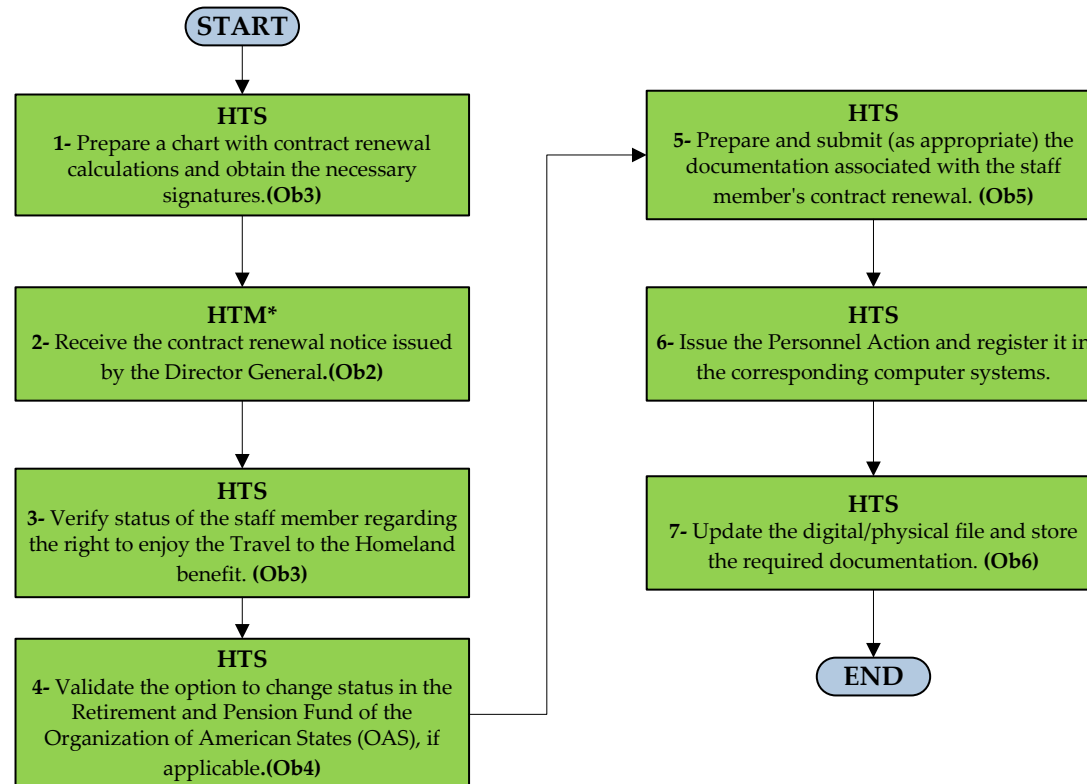 START
HTS
1- Prepare a chart with contract renewal
calculations and obtain the necessary
signatures.(Ob3)
HTM*
2- Receive the contract renewal notice issued
by the Director General.(Ob2)
HTS
3- Verify status of the staff member regarding
the right to enjoy the Travel to the Homeland
benefit. (Ob3)
HTS
4- Validate the option to change status in the
Retirement and Pension Fund of the
Organization of American States (OAS), if
applicable.(Ob4)
HTS
5- Prepare and submit (as appropriate) the
documentation associated with the staff
member's contract renewal. (Ob5)
HTS
6- Issue the Personnel Action and register it in
the corresponding computer systems.
HTS
7- Update the digital/physical file and store
the required documentation. (Ob6)
END